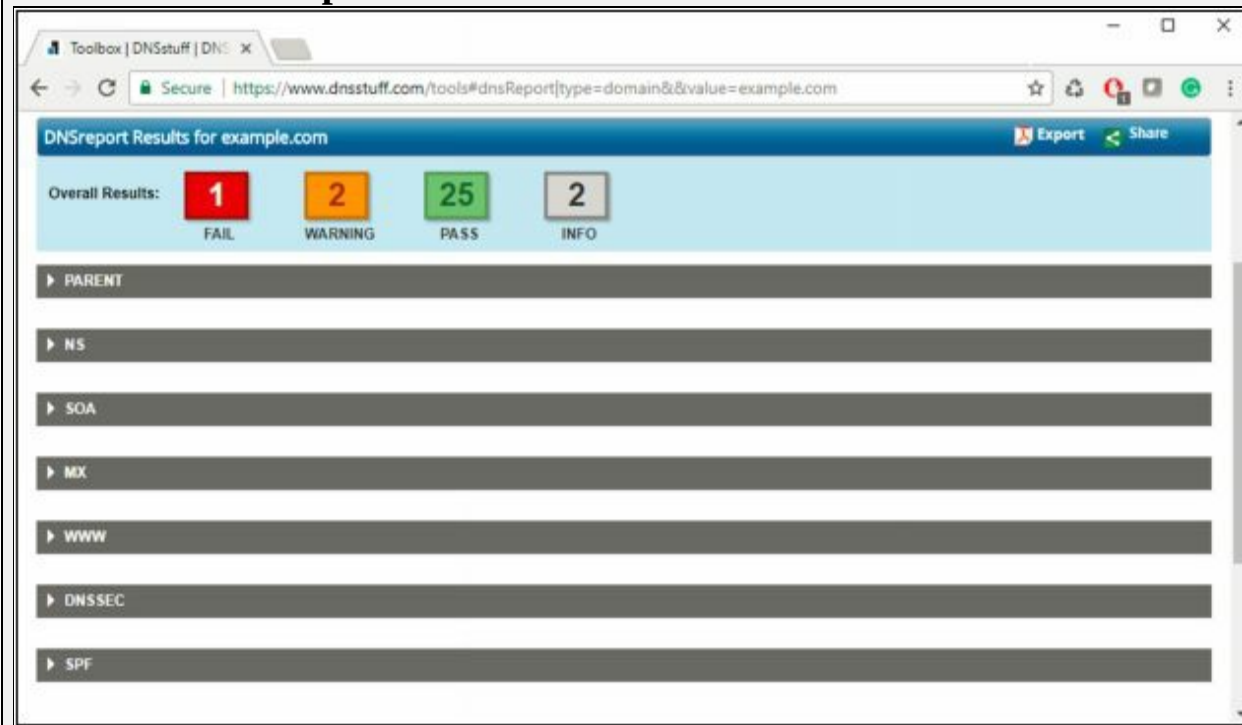 Toolbox | DNSstuff | DNS
Secure | https://www.dnsstuff.com/tools#dnsReport|type=domain&&value=example.com
DNSreport Results for example.com
Export
Share
Overall Results:
1
2
25
2
FAIL
WARNING
PASS
INFO
PARENT
NS
SOA
MX
WWW
DNSSEC
SPF